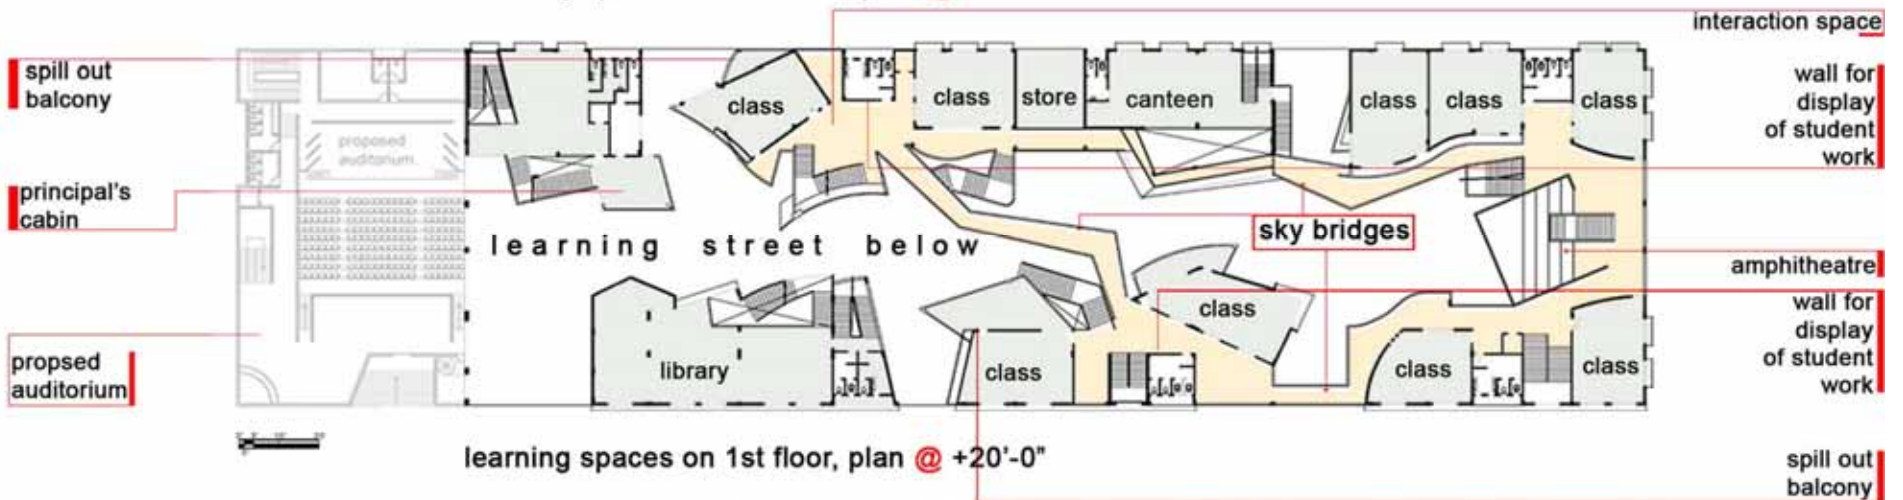 interaction space
spill out
balcony
wall for
display
of student
work
class
class
store
canteen
class
class
class
proposed
auditorium
principal's
cabin
sky bridges
learning street below
amphitheatre
class
wall for
display
of student
work
propsed
auditorium
library
class
class
class
learning spaces on 1st floor, plan @ +20'-0"
spill out
balcony